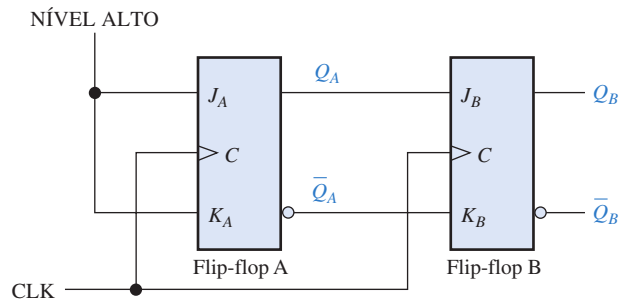 NÍVEL ALTO
Q_A
J_A
J_B
Q_B
C
C
Q̅_A
K_A
K_B
Q̅_B
Flip-flop A
Flip-flop B
CLK